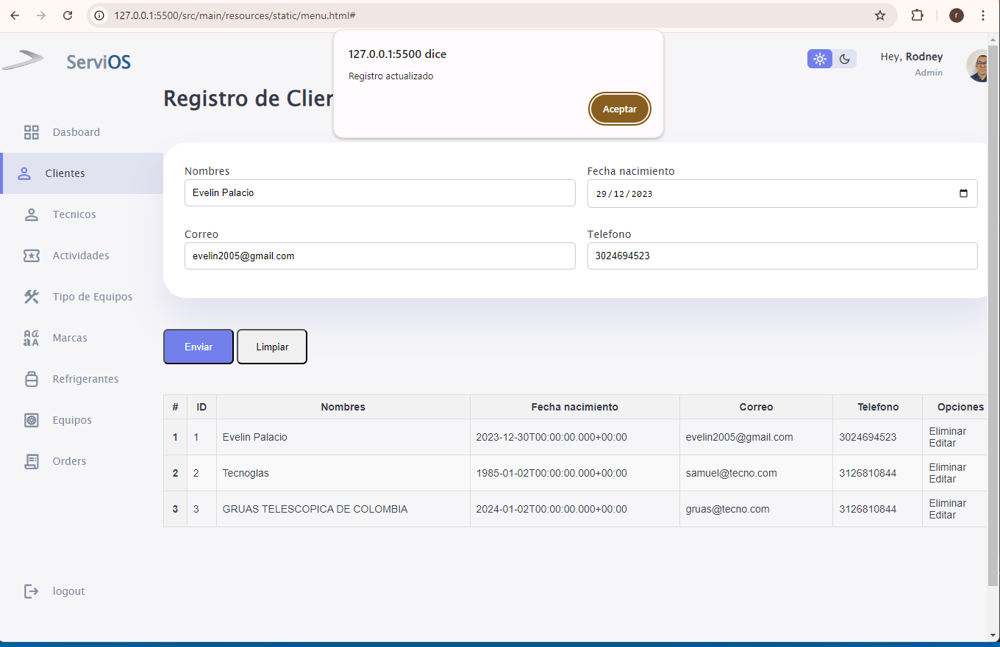 127.0.0.1:5500/src/main/resources/static/menu.html#
r
127.0.0.1:5500 dice
Registro actualizado
Aceptar
ServiOS
Hey, Rodney
Admin
Registro de Clien
Dasboard
Clientes
Tecnicos
Actividades
Tipo de Equipos
Marcas
Refrigerantes
Equipos
Orders
logout
Nombres
Evelin Palacio
Fecha nacimiento
29/12/2023
Correo
evelin2005@gmail.com
Telefono
3024694523
Enviar
Limpiar
# ID Nombres Fecha nacimiento Correo Telefono Opciones
1 1 Evelin Palacio 2023-12-30T00:00:00.000+00:00 evelin2005@gmail.com 3024694523 Eliminar
Editar
2 2 Tecnoglas 1985-01-02T00:00:00.000+00:00 samuel@tecno.com 3126810844 Eliminar
Editar
3 3 GRUAS TELESCOPICA DE COLOMBIA 2024-01-02T00:00:00.000+00:00 gruas@tecno.com 3126810844 Eliminar
Editar